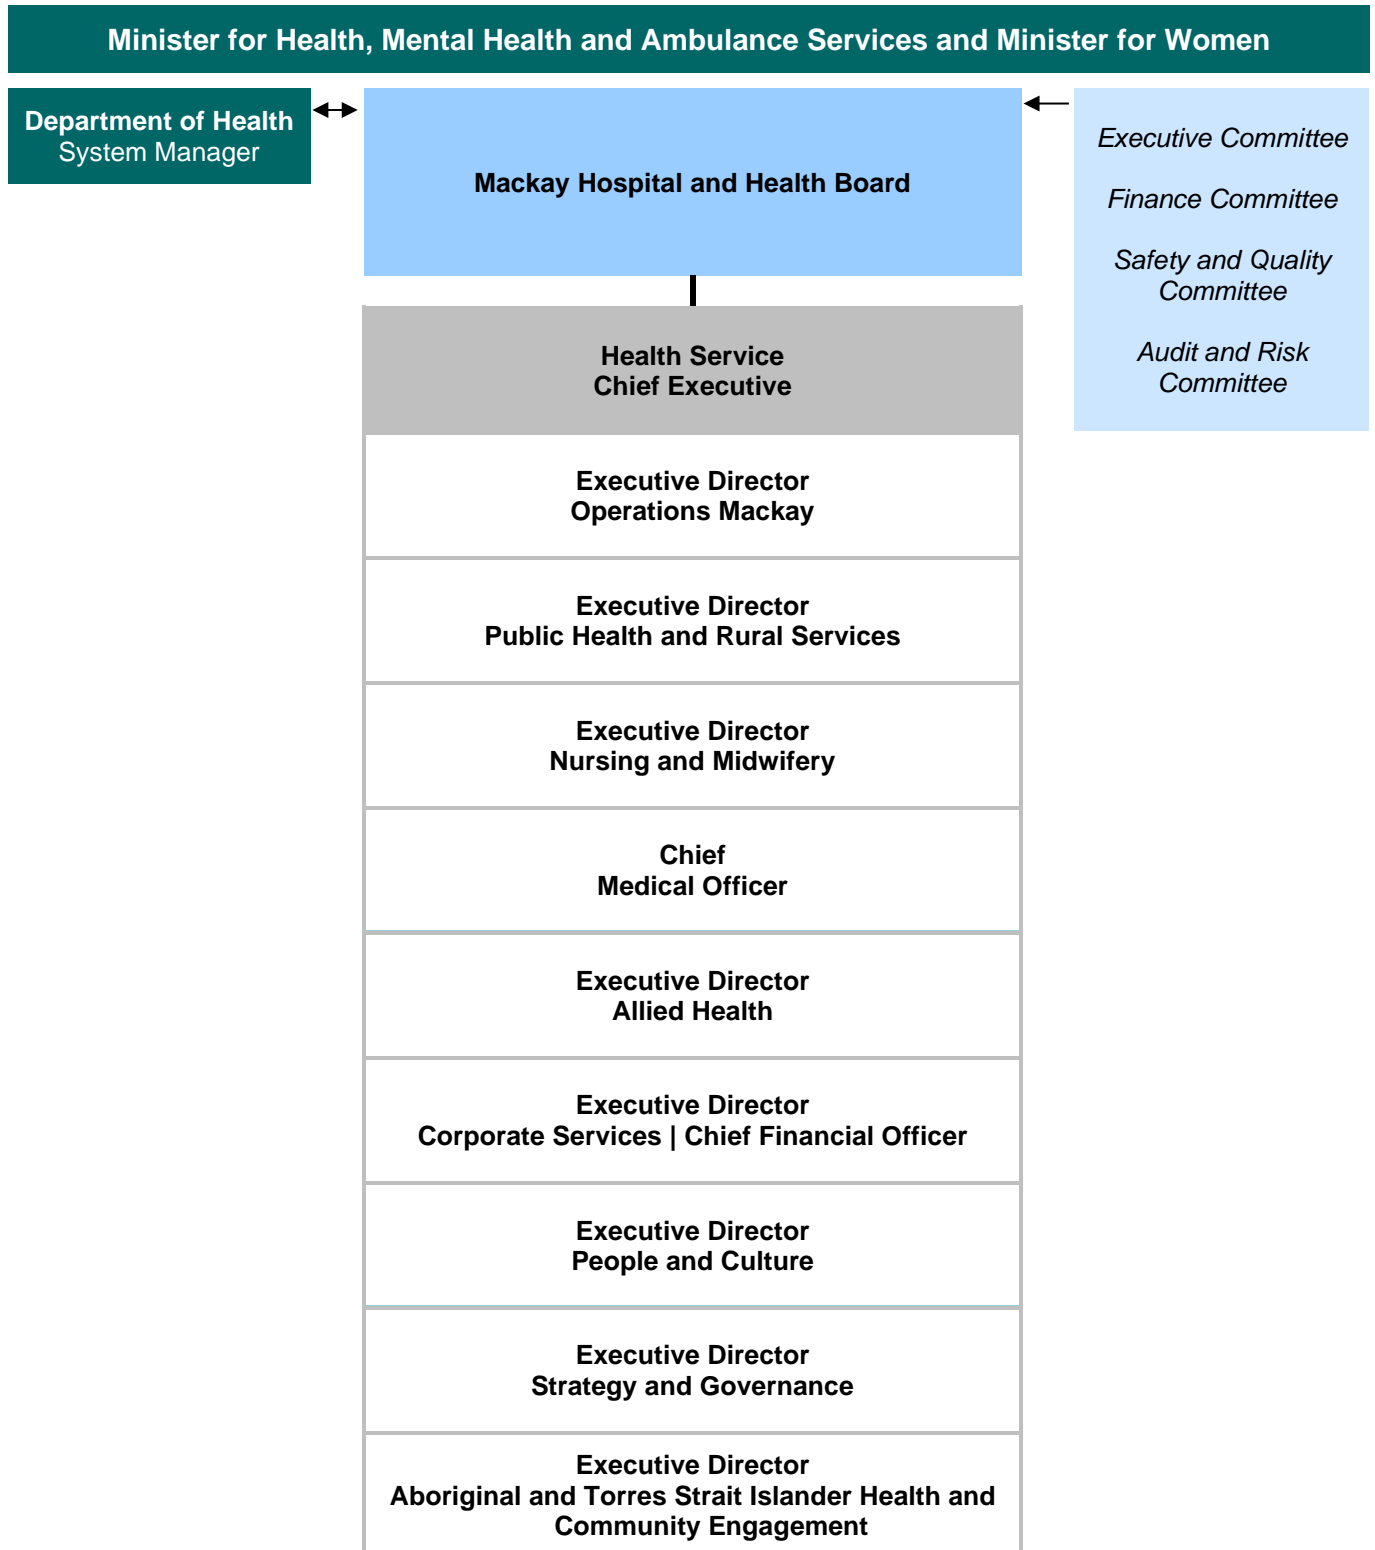 Minister for Health, Mental Health and Ambulance Services and Minister for Women
Department of Health
System Manager
Mackay Hospital and Health Board
Executive Committee
Finance Committee
Safety and Quality
Committee
Audit and Risk
Committee
Health Service
Chief Executive
Executive Director
Operations Mackay
Executive Director
Public Health and Rural Services
Executive Director
Nursing and Midwifery
Chief
Medical Officer
Executive Director
Allied Health
Executive Director
Corporate Services | Chief Financial Officer
Executive Director
People and Culture
Executive Director
Strategy and Governance
Executive Director
Aboriginal and Torres Strait Islander Health and
Community Engagement